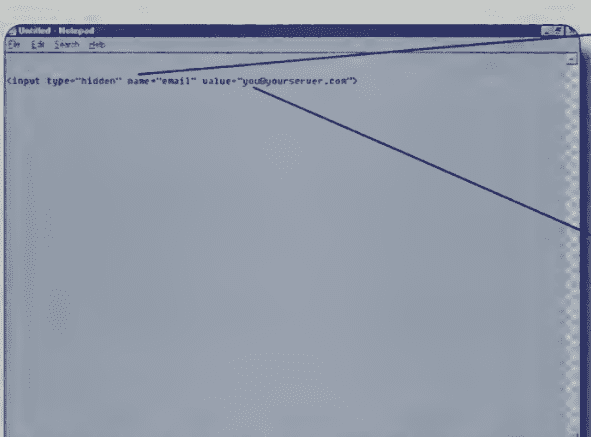 Untitled - Notepad
File Edit Search Help
<input type="hidden" name="email" value="you@yourserver.com">